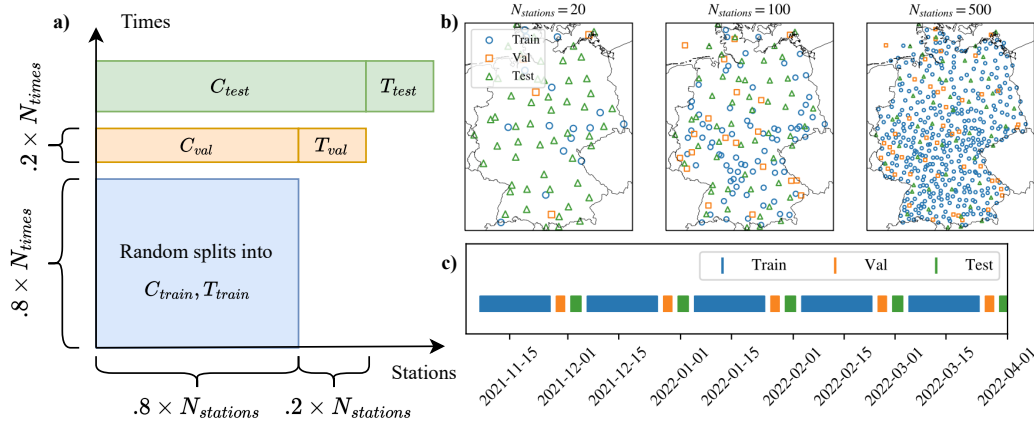 a)
Times
C_test
T_test
C_val
T_val
Random splits into
C_train, T_train
.2 × N_times
.8 × N_times
Stations
.8 × N_stations
.2 × N_stations
b)
N_stations = 20
N_stations = 100
N_stations = 500
Train
Val
Test
c)
Train
Val
Test
2021-11-15
2021-12-01
2021-12-15
2022-01-01
2022-01-15
2022-02-01
2022-02-15
2022-03-01
2022-03-15
2022-04-01